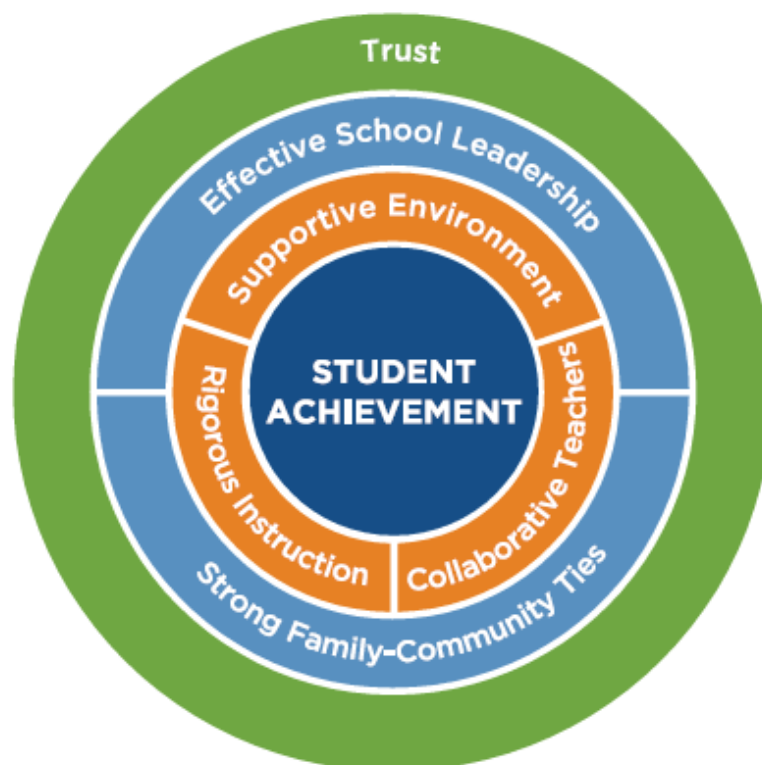 Trust
Effective School Leadership
Supportive Environment
STUDENT
ACHIEVEMENT
Rigorous Instruction
Collaborative Teachers
Strong Family-Community Ties